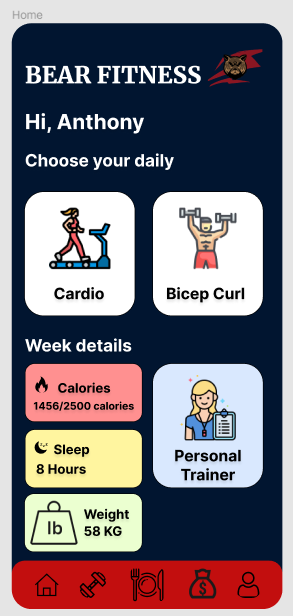 Home
BEAR FITNESS
Hi, Anthony
Choose your daily
Cardio
Bicep Curl
Week details
Calories
1456/2500 calories
Sleep
8 Hours
lb
Weight
58 KG
Personal
Trainer
$